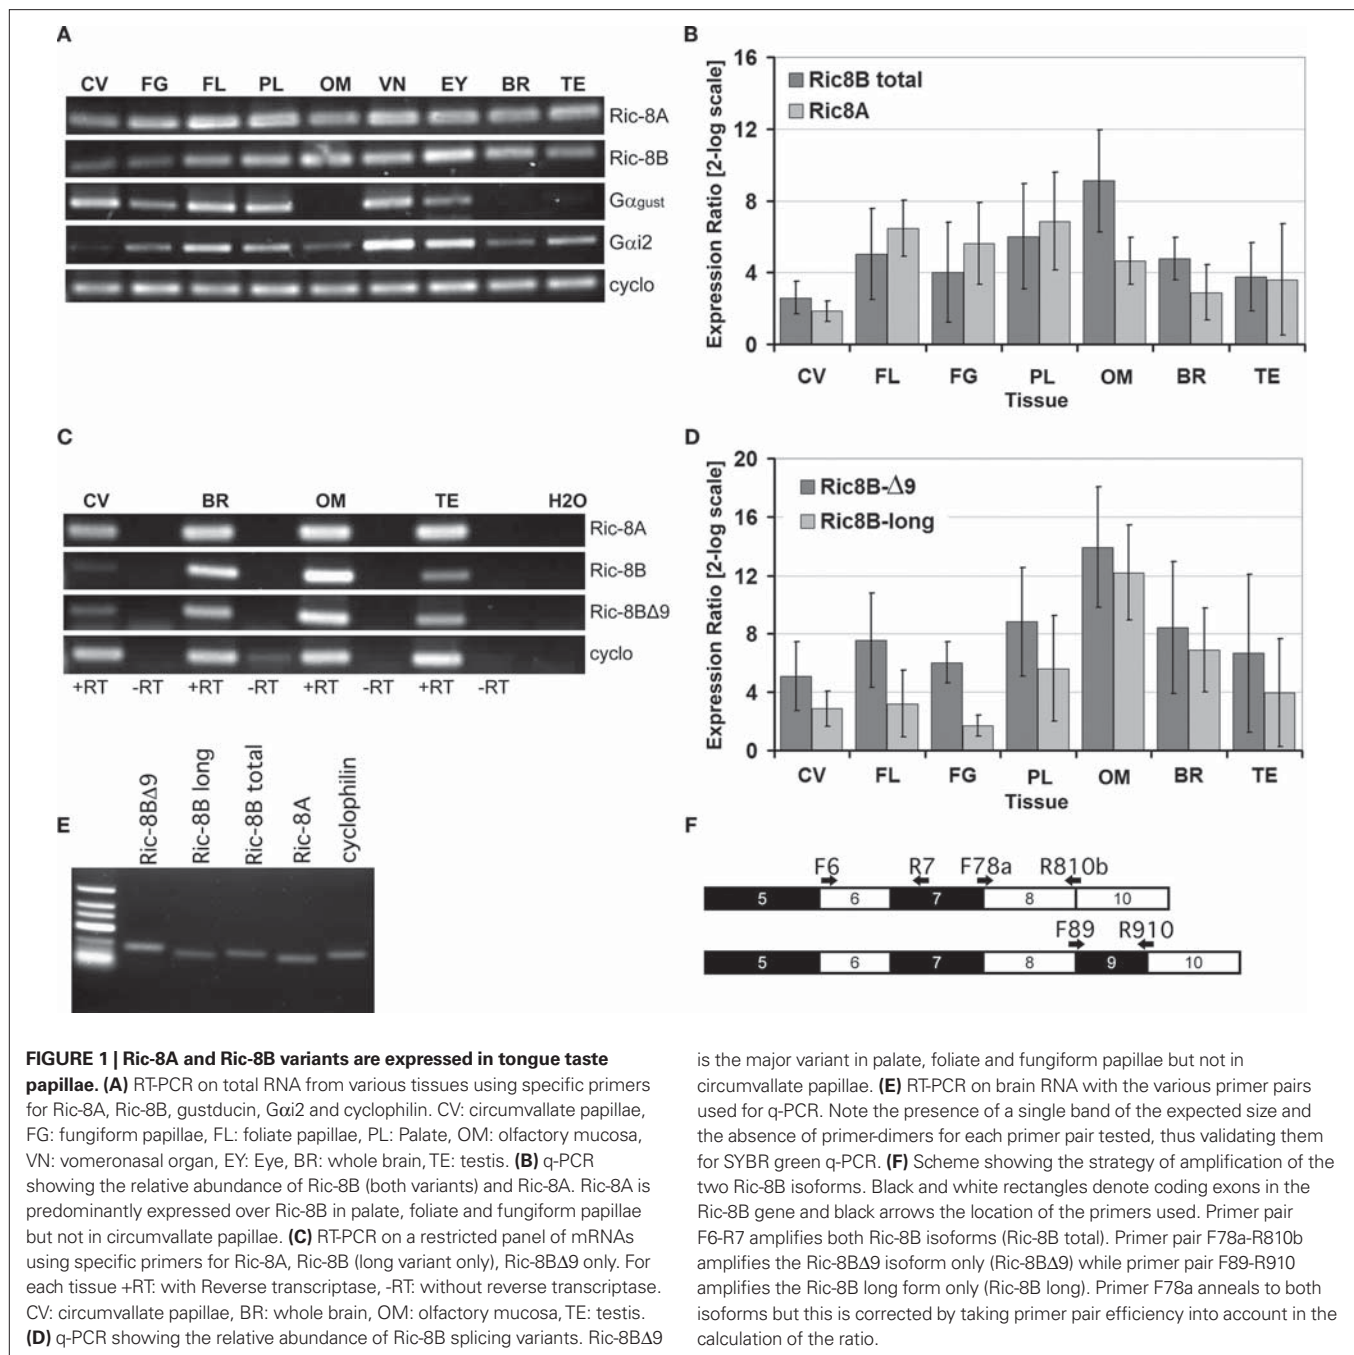 A
CV FG FL PL OM VN EY BR TE
Ric-8A
Ric-8B
Gαgust
Gαi2
cyclo
B
Expression Ratio [2-log scale]
16
12
8
4
0
Ric8B total
Ric8A
CV FL FG PL OM BR TE
Tissue
C
CV BR OM TE H2O
Ric-8A
Ric-8B
Ric-8BΔ9
cyclo
+RT -RT +RT -RT +RT -RT +RT -RT
D
Expression Ratio [2-log scale]
20
16
12
8
4
0
Ric8B-Δ9
Ric8B-long
CV FL FG PL OM BR TE
Tissue
E
Ric-8BΔ9
Ric-8B long
Ric-8B total
Ric-8A
cyclophilin
F
F6 R7 F78a R810b
5 6 7 8 10
F89 R910
5 6 7 8 9 10
FIGURE 1 | Ric-8A and Ric-8B variants are expressed in tongue taste
papillae. (A) RT-PCR on total RNA from various tissues using specific primers
for Ric-8A, Ric-8B, gustducin, Gαi2 and cyclophilin. CV: circumvallate papillae,
FG: fungiform papillae, FL: foliate papillae, PL: Palate, OM: olfactory mucosa,
VN: vomeronasal organ, EY: Eye, BR: whole brain, TE: testis. (B) q-PCR
showing the relative abundance of Ric-8B (both variants) and Ric-8A. Ric-8A is
predominantly expressed over Ric-8B in palate, foliate and fungiform papillae
but not in circumvallate papillae. (C) RT-PCR on a restricted panel of mRNAs
using specific primers for Ric-8A, Ric-8B (long variant only), Ric-8BΔ9 only. For
each tissue +RT: with Reverse transcriptase, -RT: without reverse transcriptase.
CV: circumvallate papillae, BR: whole brain, OM: olfactory mucosa, TE: testis.
(D) q-PCR showing the relative abundance of Ric-8B splicing variants. Ric-8BΔ9
is the major variant in palate, foliate and fungiform papillae but not in
circumvallate papillae. (E) RT-PCR on brain RNA with the various primer pairs
used for q-PCR. Note the presence of a single band of the expected size and
the absence of primer-dimers for each primer pair tested, thus validating them
for SYBR green q-PCR. (F) Scheme showing the strategy of amplification of the
two Ric-8B isoforms. Black and white rectangles denote coding exons in the
Ric-8B gene and black arrows the location of the primers used. Primer pair
F6-R7 amplifies both Ric-8B isoforms (Ric-8B total). Primer pair F78a-R810b
amplifies the Ric-8BΔ9 isoform only (Ric-8BΔ9) while primer pair F89-R910
amplifies the Ric-8B long form only (Ric-8B long). Primer F78a anneals to both
isoforms but this is corrected by taking primer pair efficiency into account in the
calculation of the ratio.